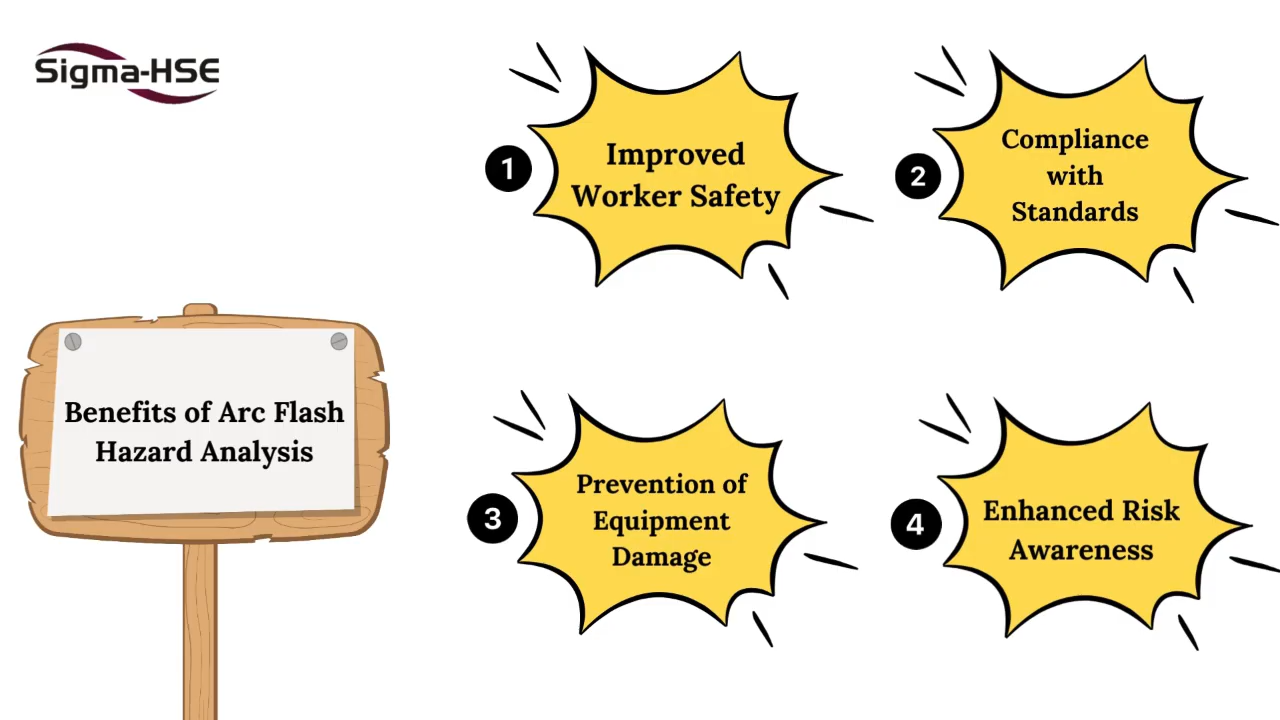 Sigma-HSE
Benefits of Arc Flash
Hazard Analysis
1
Improved
Worker Safety
2
Compliance
with
Standards
3
Prevention of
Equipment
Damage
4
Enhanced Risk
Awareness